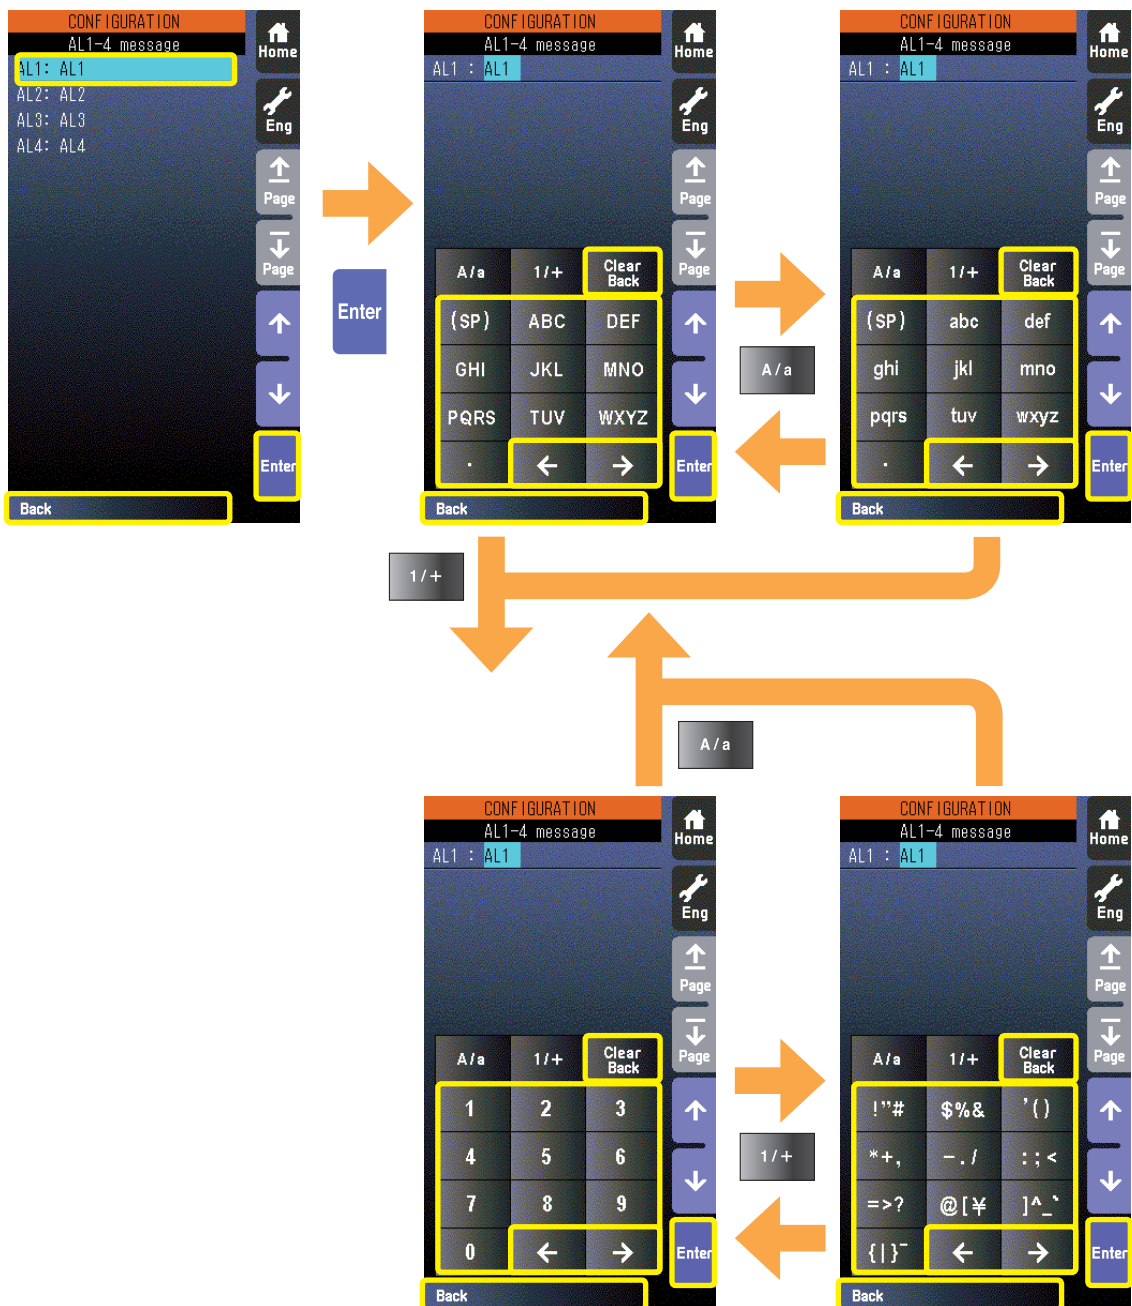 CONFIGURATION
AL1-4 message
AL1: AL1
AL2: AL2
AL3: AL3
AL4: AL4
Home
Eng
Page
Page
Enter
Back
Enter
CONFIGURATION
AL1-4 message
AL1 : AL1
Home
Eng
Page
Page
A/a 1/+ Clear Back
(SP) ABC DEF
GHI JKL MNO
PQRS TUV WXYZ
. ← →
Enter
Back
A/a
CONFIGURATION
AL1-4 message
AL1 : AL1
Home
Eng
Page
Page
A/a 1/+ Clear Back
(SP) abc def
ghi jkl mno
pqrs tuv wxyz
. ← →
Enter
Back
1/+
A/a
CONFIGURATION
AL1-4 message
AL1 : AL1
Home
Eng
Page
Page
A/a 1/+ Clear Back
1 2 3
4 5 6
7 8 9
0 ← →
Enter
Back
1/+
CONFIGURATION
AL1-4 message
AL1 : AL1
Home
Eng
Page
Page
A/a 1/+ Clear Back
!”# $%& ’()
*+, -./ :;<
=>? @[¥ ]^_`
{|}‾ ← →
Enter
Back